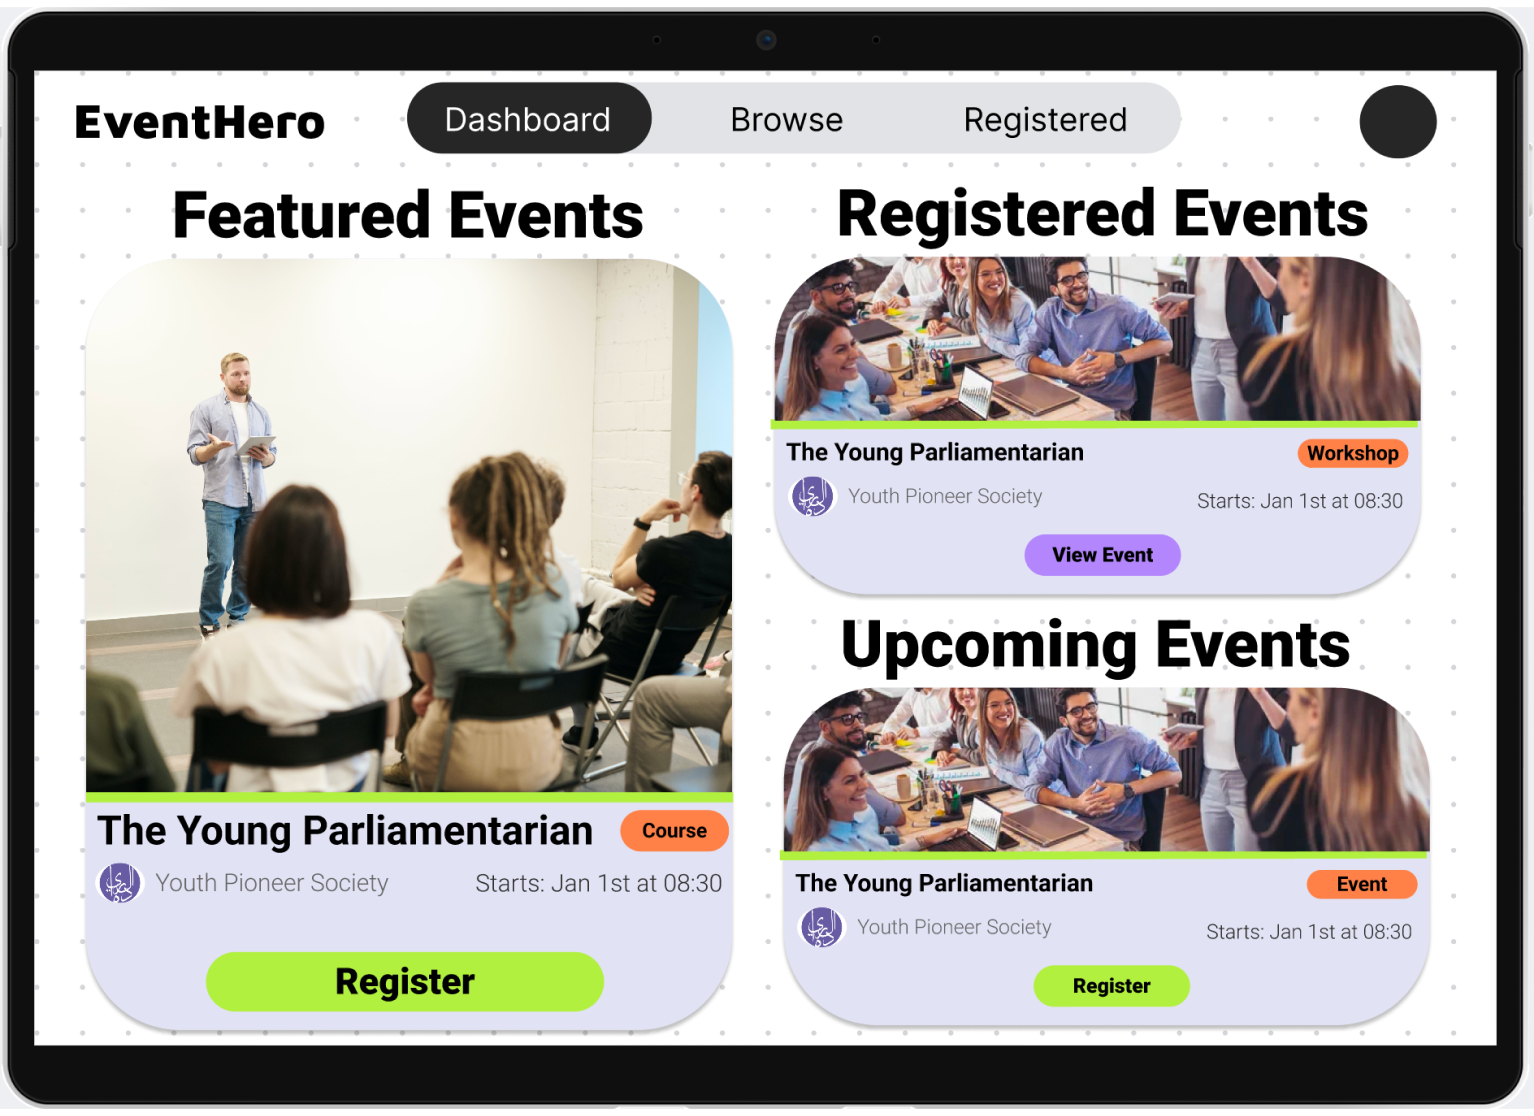 EventHero
Dashboard
Browse
Registered
Featured Events
The Young Parliamentarian
Course
Youth Pioneer Society
Starts: Jan 1st at 08:30
Register
Registered Events
The Young Parliamentarian
Workshop
Youth Pioneer Society
Starts: Jan 1st at 08:30
View Event
Upcoming Events
The Young Parliamentarian
Event
Youth Pioneer Society
Starts: Jan 1st at 08:30
Register